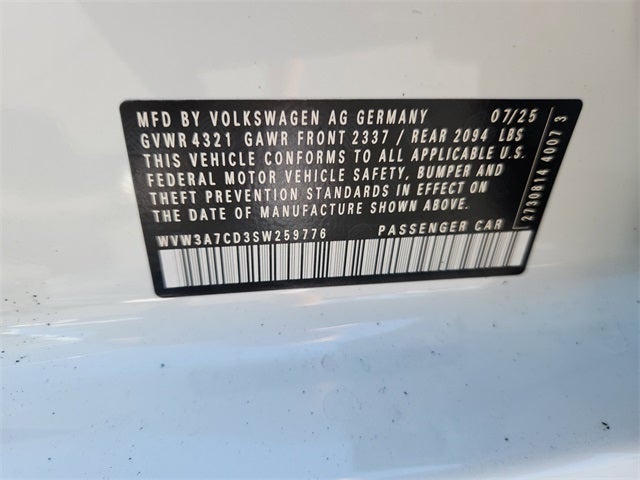 MFD BY VOLKSWAGEN AG GERMANY 07/25
GVWR 4321 GAWR FRONT 2337 / REAR 2094 LBS
THIS VEHICLE CONFORMS TO ALL APPLICABLE U.S.
FEDERAL MOTOR VEHICLE SAFETY, BUMPER AND
THEFT PREVENTION STANDARDS IN EFFECT ON
THE DATE OF MANUFACTURE SHOWN ABOVE.
WVW3A7CD3SW259776 PASSENGER CAR
2730814 4007 3